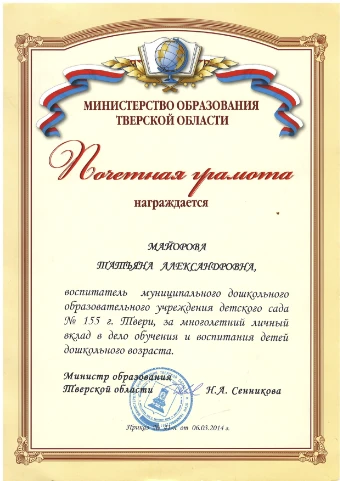 МИНИСТЕРСТВО ОБРАЗОВАНИЯ
ТВЕРСКОЙ ОБЛАСТИ
Почетная грамота
награждается
МАЙОРОВА
ТАТЬЯНА АЛЕКСАНДРОВНА,
воспитатель муниципального дошкольного
образовательного учреждения детского сада
№ 155 г. Твери, за многолетний личный
вклад в дело обучения и воспитания детей
дошкольного возраста.
Министр образования
Тверской области Н.А. Сенникова
Приказ от 06.03.2014 г.